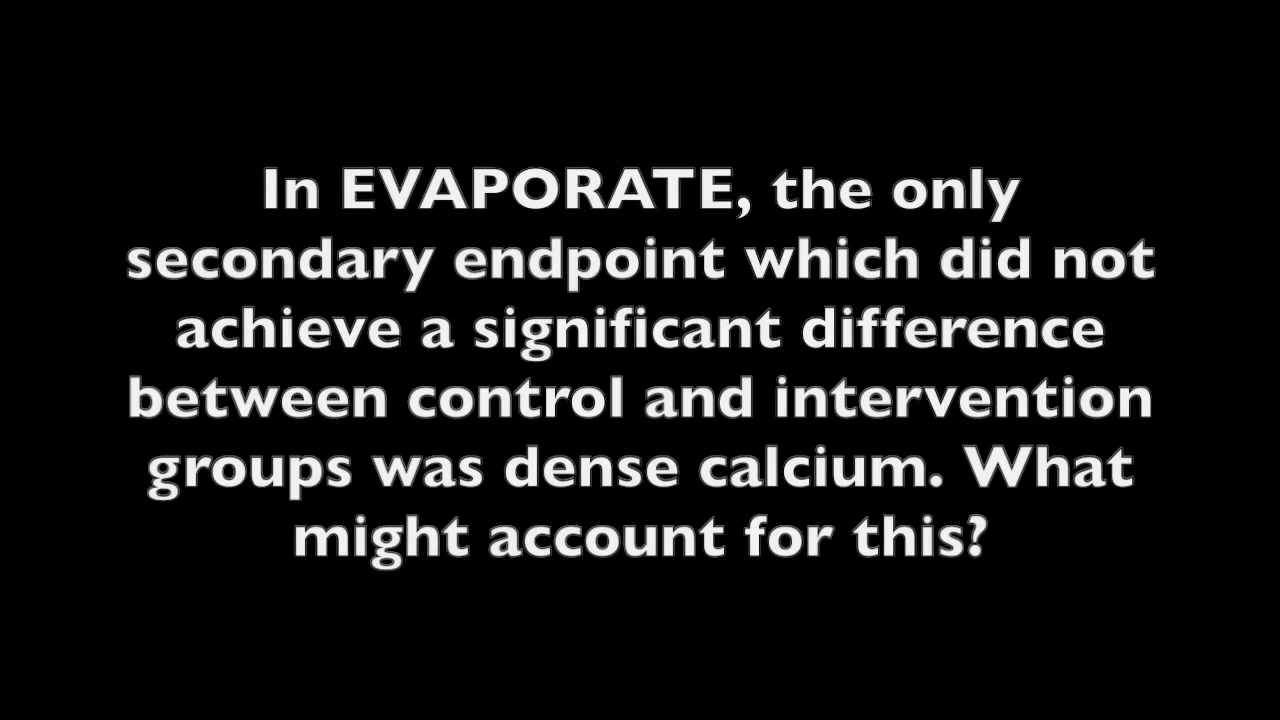 In EVAPORATE, the only
secondary endpoint which did not
achieve a significant difference
between control and intervention
groups was dense calcium. What
might account for this?